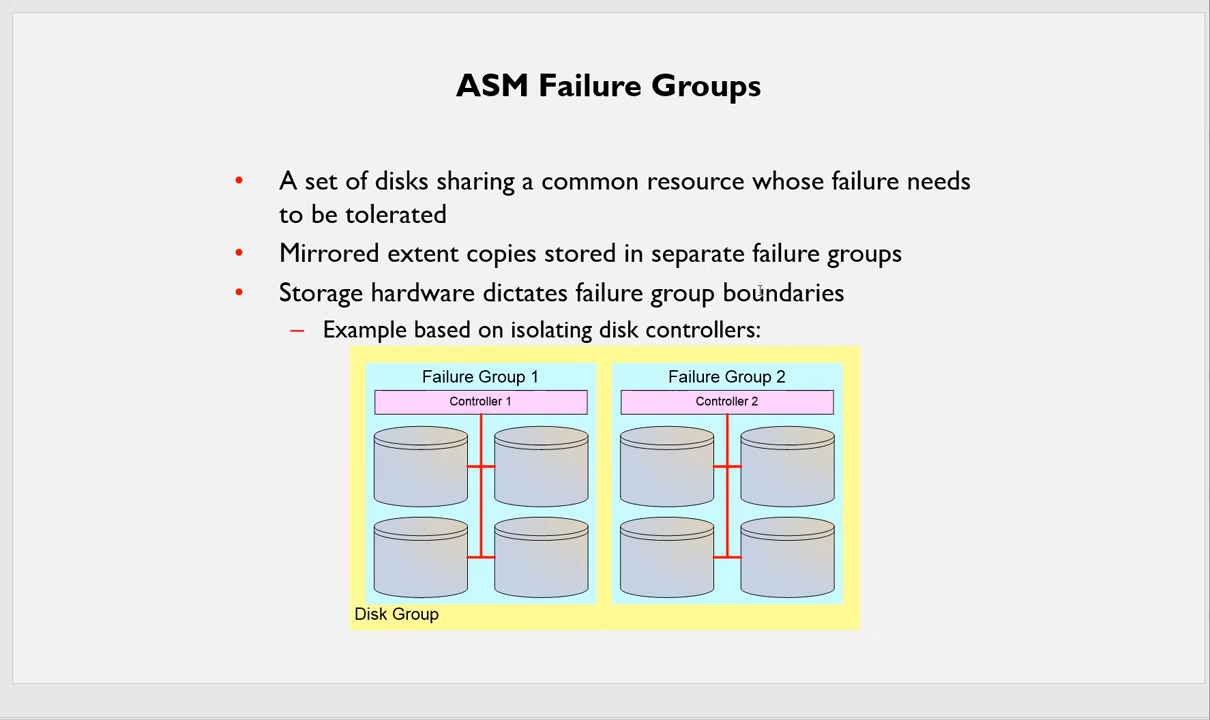 ASM Failure Groups
• A set of disks sharing a common resource whose failure needs
to be tolerated
• Mirrored extent copies stored in separate failure groups
• Storage hardware dictates failure group boundaries
– Example based on isolating disk controllers:
Failure Group 1
Failure Group 2
Controller 1
Controller 2
Disk Group